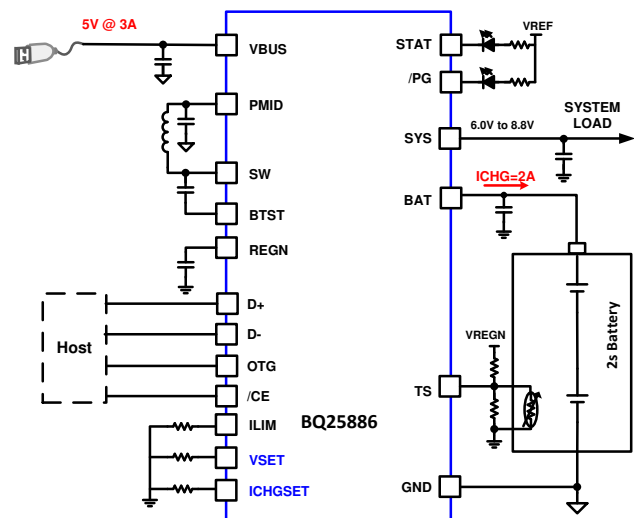 5V @ 3A
VBUS
PMID
SW
BTST
REGN
Host
D+
D-
OTG
/CE
ILIM
VSET
ICHGSET
BQ25886
STAT
VREF
/PG
SYS
6.0V to 8.8V
SYSTEM
LOAD
BAT
ICHG=2A
2s Battery
VREGN
TS
GND